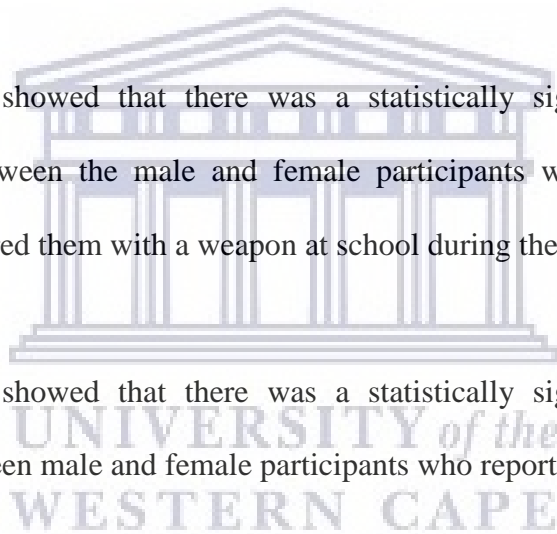 showed that there was a statistically sig
ween the male and female participants w
ed them with a weapon at school during the
showed that there was a statistically sig
UNIVERSITY of the
een male and female participants who report
WESTERN CAPE